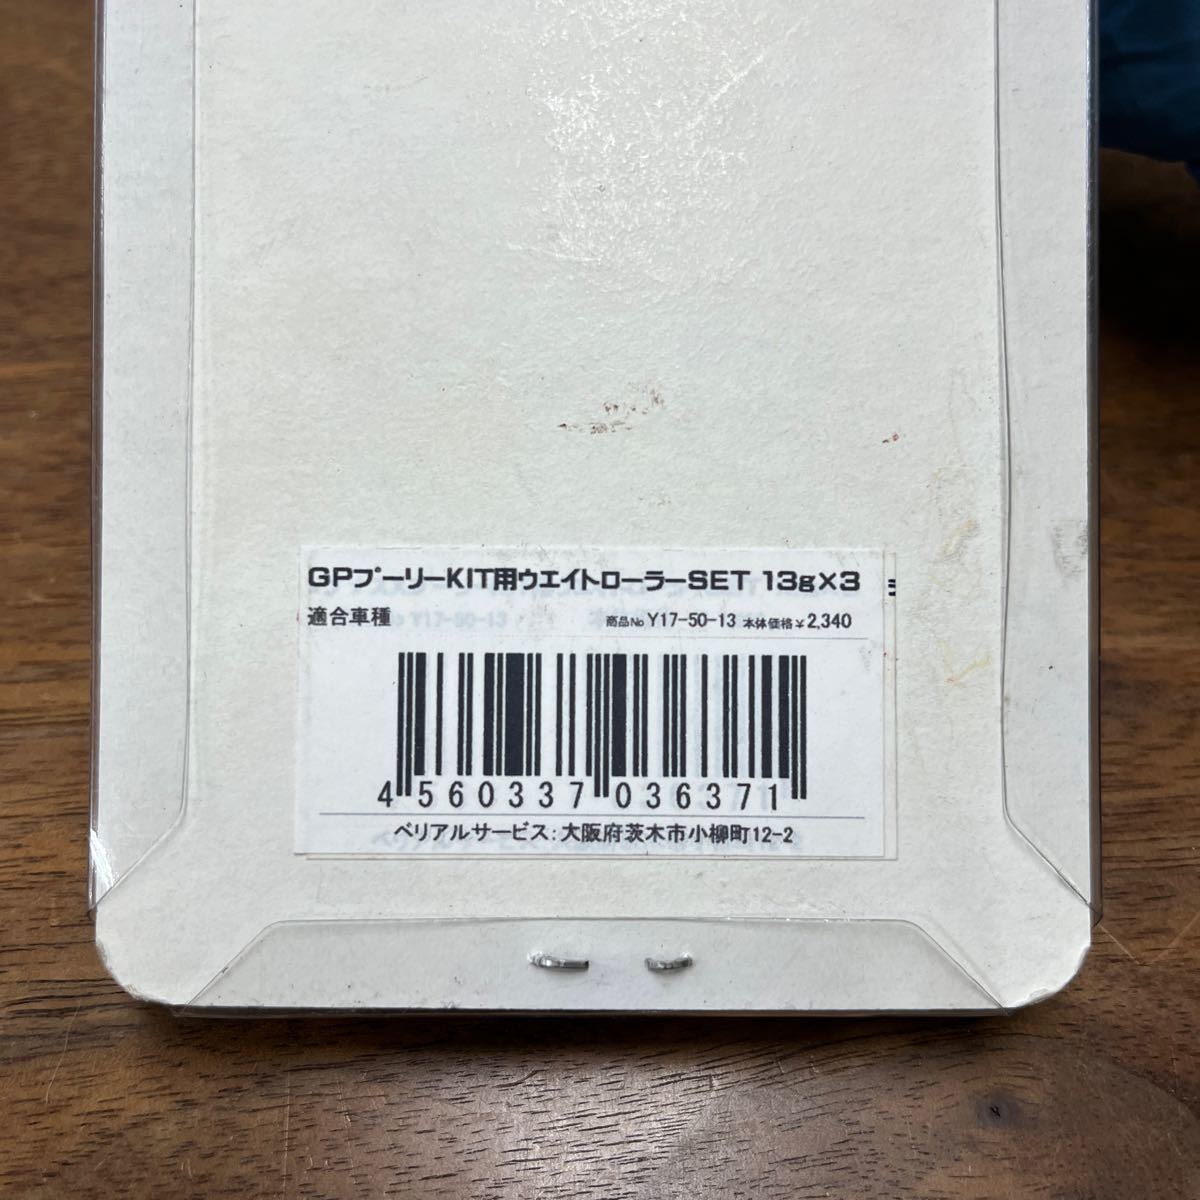 GPプーリーKIT用ウエイトローラーSET 13g×3
適合車種
商品No Y17-50-13 本体価格¥2,340
4 560337 036371
ベリアルサービス:大阪府茨木市小柳町12-2